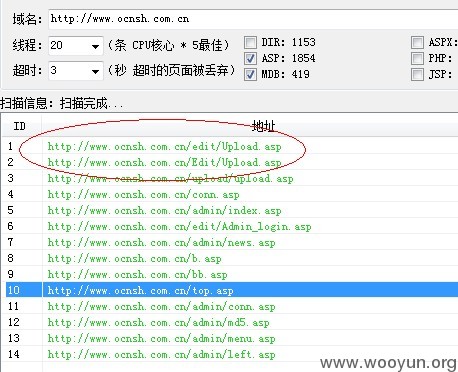 域名: http://www.ocnsh.com.cn
线程: 20 (条 CPU核心 * 5最佳) DIR: 1153 ASPX:
ASP: 1854 PHP:
超时: 3 (秒 超时的页面被丢弃) MDB: 419 JSP:
扫描信息: 扫描完成...
ID 地址
1 http://www.ocnsh.com.cn/edit/Upload.asp
2 http://www.ocnsh.com.cn/Edit/Upload.asp
3 http://www.ocnsh.com.cn/upload/upload.asp
4 http://www.ocnsh.com.cn/conn.asp
5 http://www.ocnsh.com.cn/admin/index.asp
6 http://www.ocnsh.com.cn/edit/Admin_login.asp
7 http://www.ocnsh.com.cn/admin/news.asp
8 http://www.ocnsh.com.cn/b.asp
9 http://www.ocnsh.com.cn/bb.asp
10 http://www.ocnsh.com.cn/top.asp
11 http://www.ocnsh.com.cn/admin/conn.asp
12 http://www.ocnsh.com.cn/admin/md5.asp
13 http://www.ocnsh.com.cn/admin/menu.asp
14 http://www.ocnsh.com.cn/admin/left.asp
www.wooyun.org